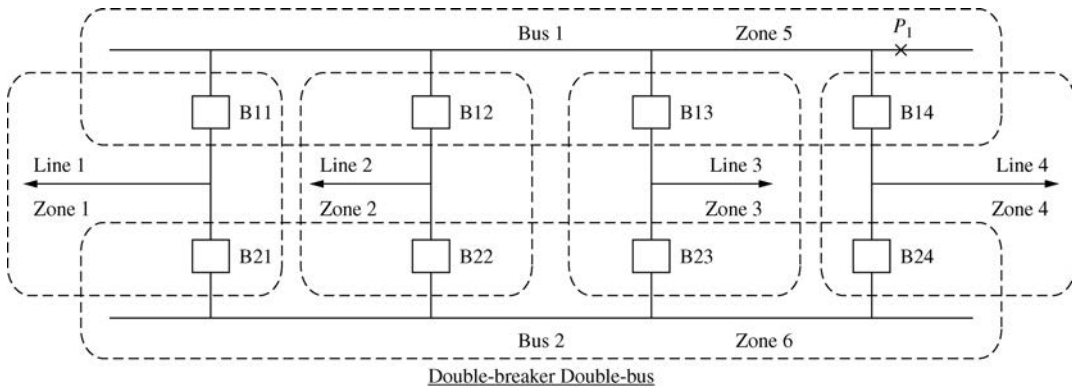 Bus 1 Zone 5 P₁
B11 B12 B13 B14
Line 1 Line 2 Line 3 Line 4
Zone 1 Zone 2 Zone 3 Zone 4
B21 B22 B23 B24
Bus 2 Zone 6
Double-breaker Double-bus